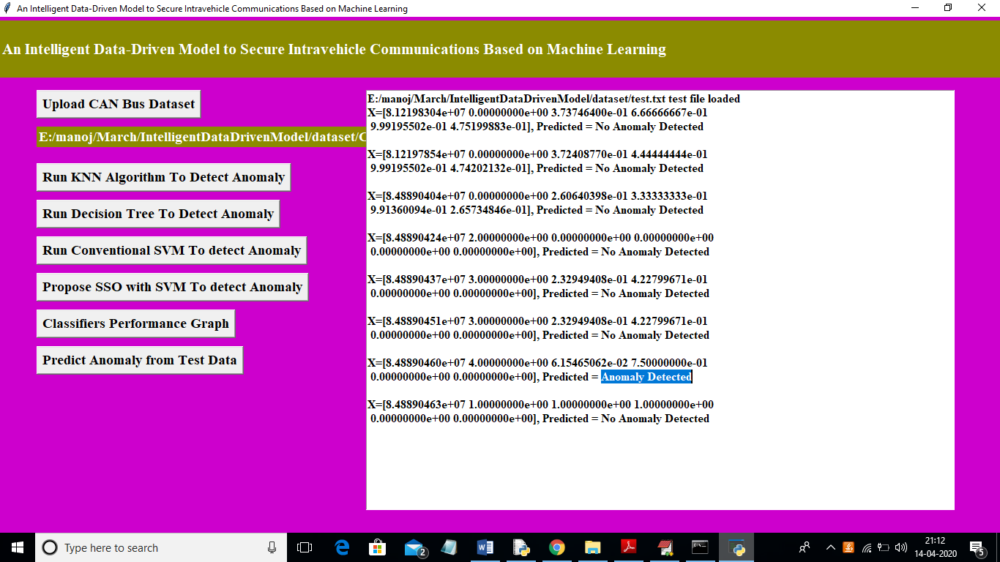 An Intelligent Data-Driven Model to Secure Intravehicle Communications Based on Machine Learning
An Intelligent Data-Driven Model to Secure Intravehicle Communications Based on Machine Learning
Upload CAN Bus Dataset
E:/manoj/March/IntelligentDataDrivenModel/dataset/C
Run KNN Algorithm To Detect Anomaly
Run Decision Tree To Detect Anomaly
Run Conventional SVM To detect Anomaly
Propose SSO with SVM To detect Anomaly
Classifiers Performance Graph
Predict Anomaly from Test Data
E:/manoj/March/IntelligentDataDrivenModel/dataset/test.txt test file loaded
X=[8.12198304e+07 0.00000000e+00 3.73746400e-01 6.66666667e-01
9.99195502e-01 4.75199883e-01], Predicted = No Anomaly Detected
X=[8.12197854e+07 0.00000000e+00 3.72408770e-01 4.44444444e-01
9.99195502e-01 4.74202132e-01], Predicted = No Anomaly Detected
X=[8.48890404e+07 0.00000000e+00 2.60640398e-01 3.33333333e-01
9.91360094e-01 2.65734846e-01], Predicted = No Anomaly Detected
X=[8.48890424e+07 2.00000000e+00 0.00000000e+00 0.00000000e+00
0.00000000e+00 0.00000000e+00], Predicted = No Anomaly Detected
X=[8.48890437e+07 3.00000000e+00 2.32949408e-01 4.22799671e-01
0.00000000e+00 0.00000000e+00], Predicted = No Anomaly Detected
X=[8.48890451e+07 3.00000000e+00 2.32949408e-01 4.22799671e-01
0.00000000e+00 0.00000000e+00], Predicted = No Anomaly Detected
X=[8.48890460e+07 4.00000000e+00 6.15465062e-02 7.50000000e-01
0.00000000e+00 0.00000000e+00], Predicted = Anomaly Detected
X=[8.48890463e+07 1.00000000e+00 1.00000000e+00 1.00000000e+00
0.00000000e+00 0.00000000e+00], Predicted = No Anomaly Detected
Type here to search
2
21:12
14-04-2020
5